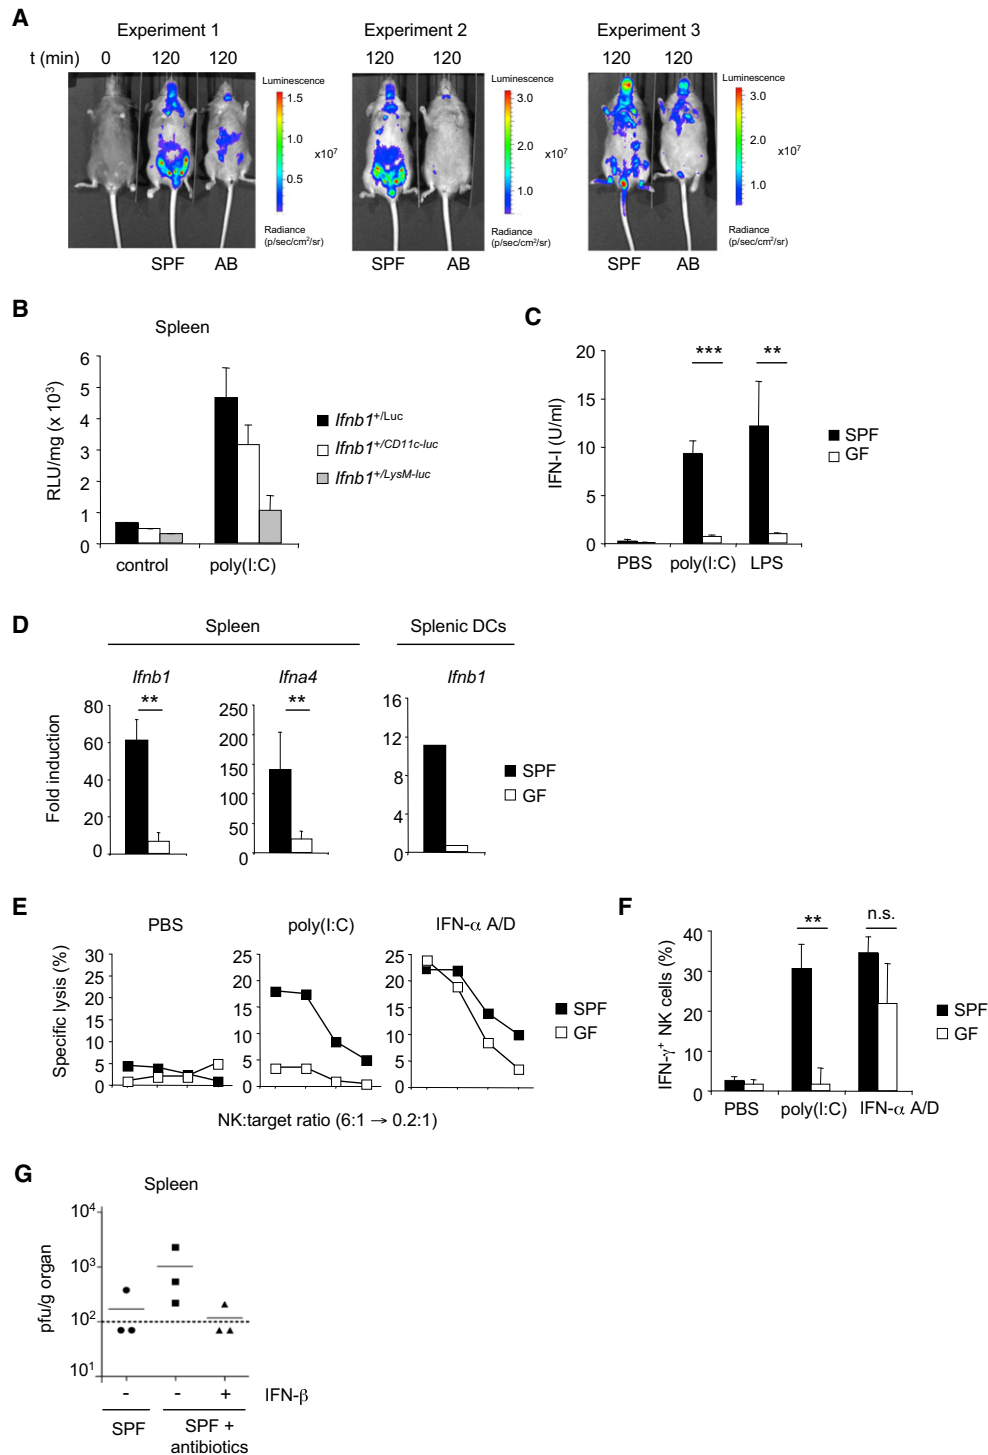 A
Experiment 1
Experiment 2
Experiment 3
t (min)
0
120
120
120
120
120
120
Luminescence
1.5
1.0
x10⁷
0.5
Radiance
(p/sec/cm²/sr)
SPF
AB
Luminescence
3.0
2.0
x10⁷
1.0
Radiance
(p/sec/cm²/sr)
SPF
AB
Luminescence
3.0
2.0
x10⁷
1.0
Radiance
(p/sec/cm²/sr)
SPF
AB
B
Spleen
RLU/mg (x 10³)
6
5
4
3
2
1
0
control
poly(I:C)
Ifnb1+/Luc
Ifnb1+/CD11c-luc
Ifnb1+/LysM-luc
C
IFN-I (U/ml)
20
15
10
5
0
***
**
PBS
poly(I:C)
LPS
SPF
GF
D
Spleen
Splenic DCs
Fold induction
Ifnb1
**
80
60
40
20
0
Ifna4
**
250
200
150
100
50
0
Ifnb1
16
12
8
4
0
SPF
GF
E
Specific lysis (%)
PBS
30
25
20
15
10
5
0
poly(I:C)
25
20
15
10
5
0
IFN-α A/D
25
20
15
10
5
0
NK:target ratio (6:1 → 0.2:1)
SPF
GF
F
IFN-γ⁺ NK cells (%)
40
30
20
10
0
**
n.s.
PBS
poly(I:C)
IFN-α A/D
SPF
GF
G
Spleen
pfu/g organ
10⁴
10³
10²
10¹
-
-
+
IFN-β
SPF
SPF +
antibiotics